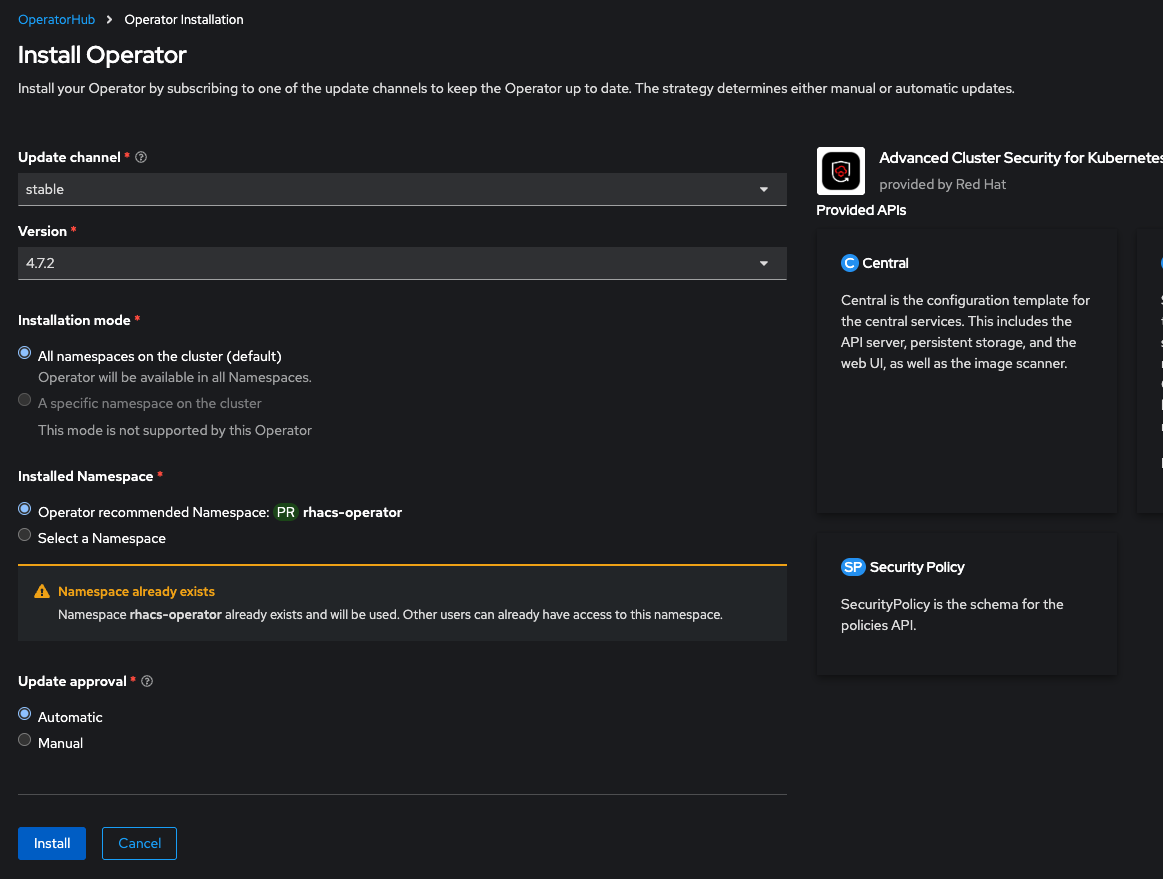 OperatorHub > Operator Installation
Install Operator
Install your Operator by subscribing to one of the update channels to keep the Operator up to date. The strategy determines either manual or automatic updates.
Update channel *
stable
Version *
4.7.2
Installation mode *
All namespaces on the cluster (default)
Operator will be available in all Namespaces.
A specific namespace on the cluster
This mode is not supported by this Operator
Installed Namespace *
Operator recommended Namespace: PR rhacs-operator
Select a Namespace
Namespace already exists
Namespace rhacs-operator already exists and will be used. Other users can already have access to this namespace.
Update approval *
Automatic
Manual
Install
Cancel
Advanced Cluster Security for Kubernetes
provided by Red Hat
Provided APIs
C Central
Central is the configuration template for
the central services. This includes the
API server, persistent storage, and the
web UI, as well as the image scanner.
SP Security Policy
SecurityPolicy is the schema for the
policies API.